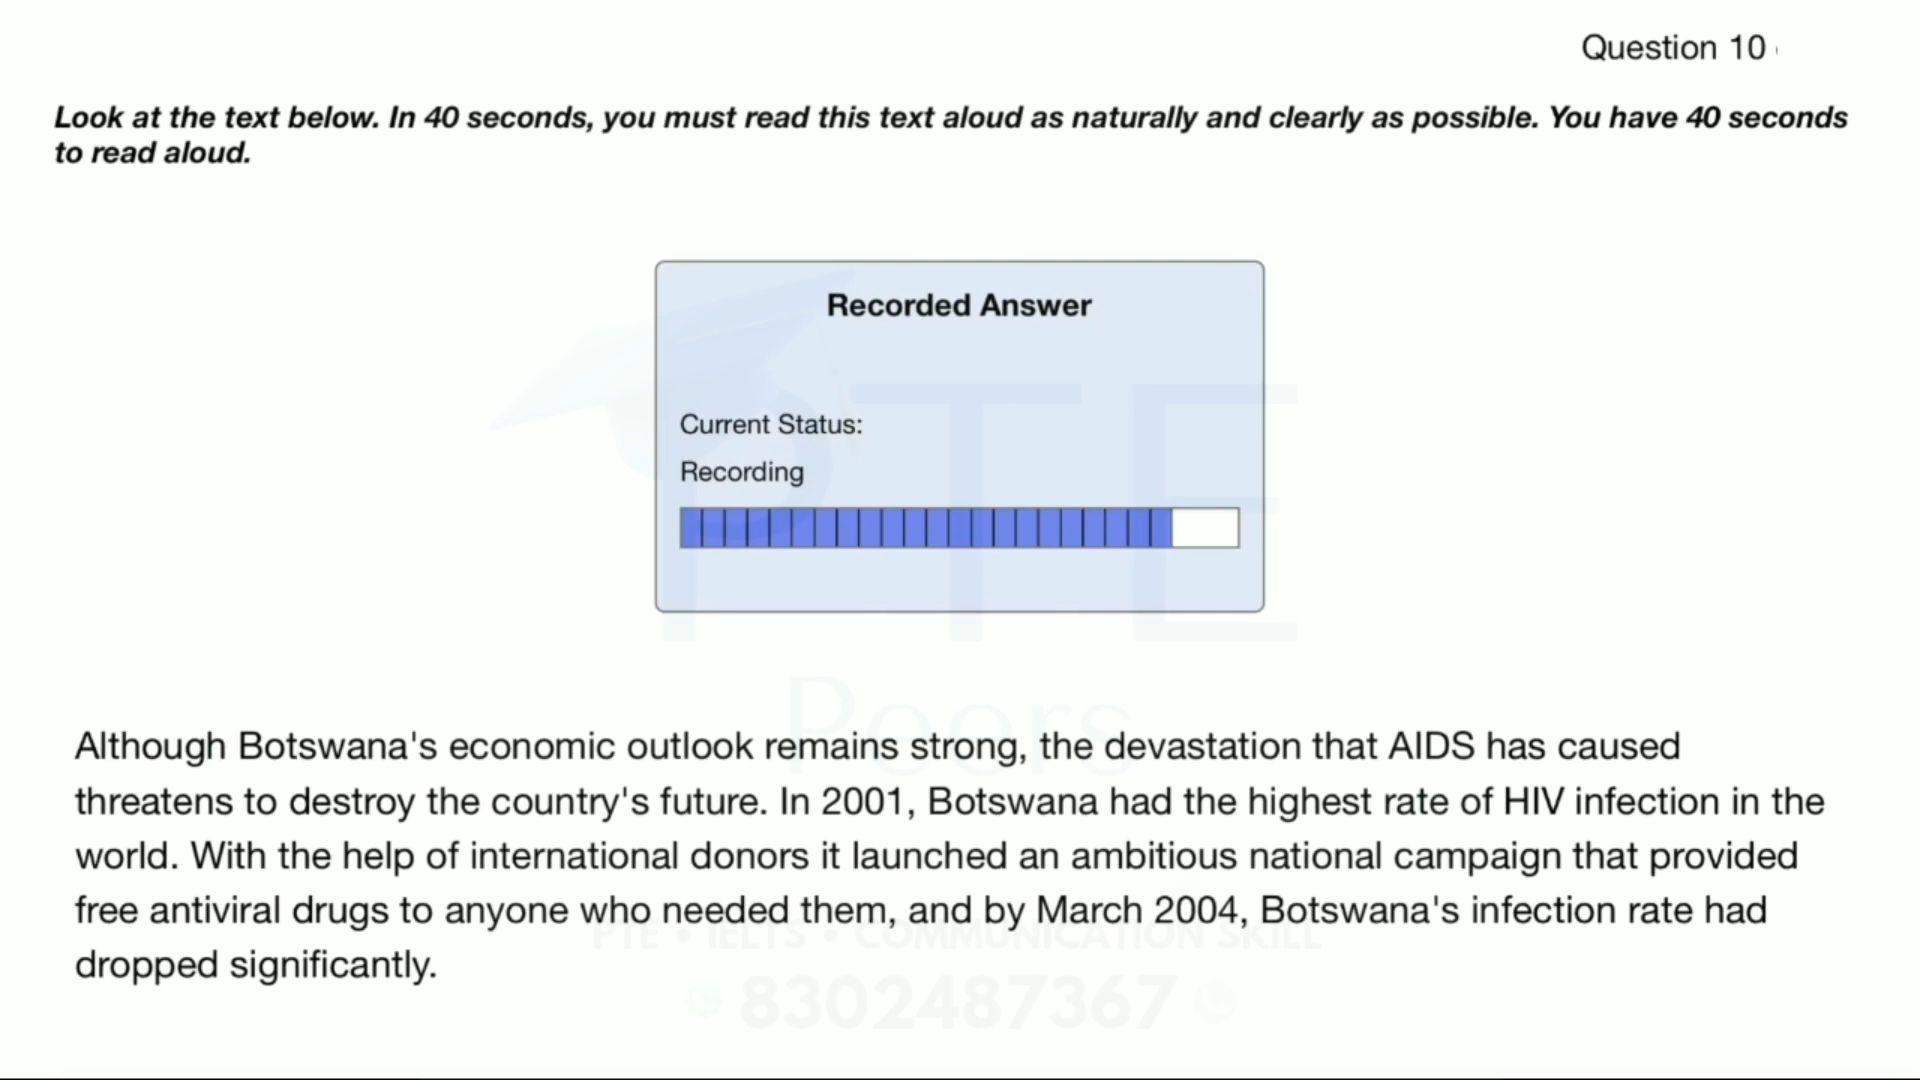 Question 10
Look at the text below. In 40 seconds, you must read this text aloud as naturally and clearly as possible. You have 40 seconds
to read aloud.
Recorded Answer
Current Status:
Recording
PTE
Peers
Although Botswana's economic outlook remains strong, the devastation that AIDS has caused
threatens to destroy the country's future. In 2001, Botswana had the highest rate of HIV infection in the
world. With the help of international donors it launched an ambitious national campaign that provided
free antiviral drugs to anyone who needed them, and by March 2004, Botswana's infection rate had
PTE • IELTS • COMMUNICATION SKILL
dropped significantly.
8302487367